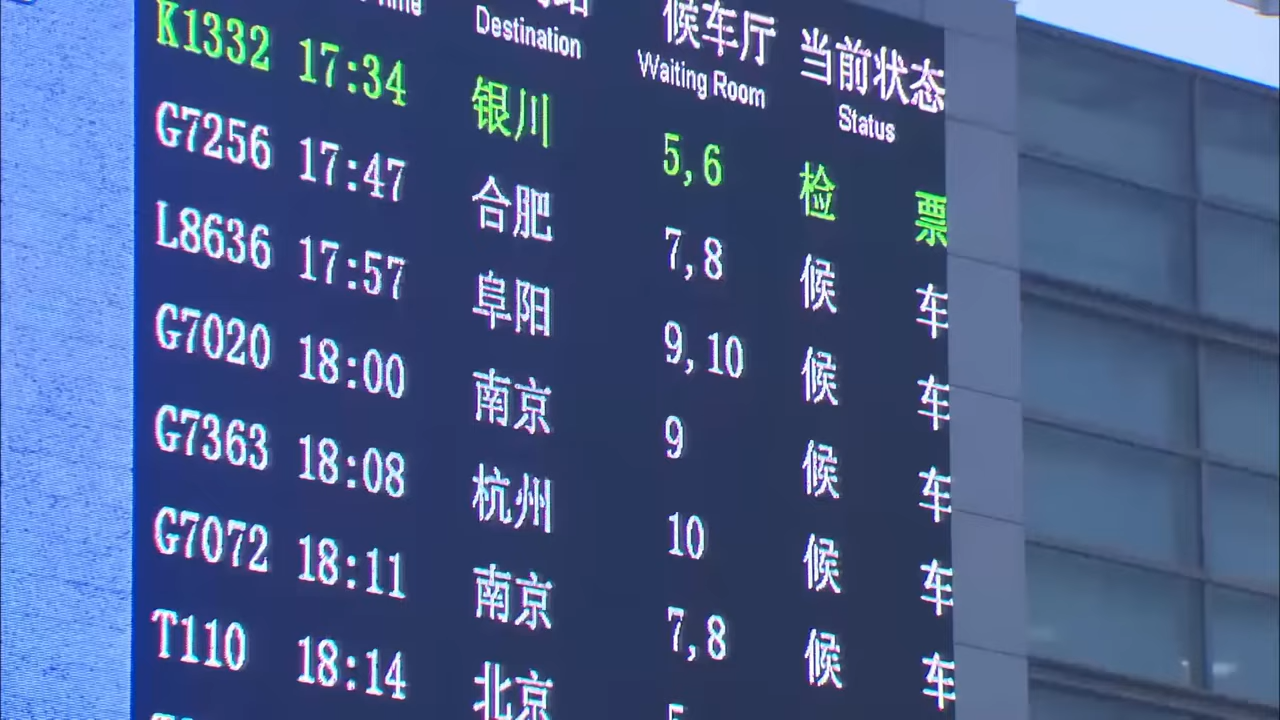 Time Destination 候车厅 当前状态
Waiting Room Status
K1332 17:34 银川 5,6 检 票
G7256 17:47 合肥 7,8 候 车
L8636 17:57 阜阳 9,10 候 车
G7020 18:00 南京 9 候 车
G7363 18:08 杭州 10 候 车
G7072 18:11 南京 7,8 候 车
T110 18:14 北京